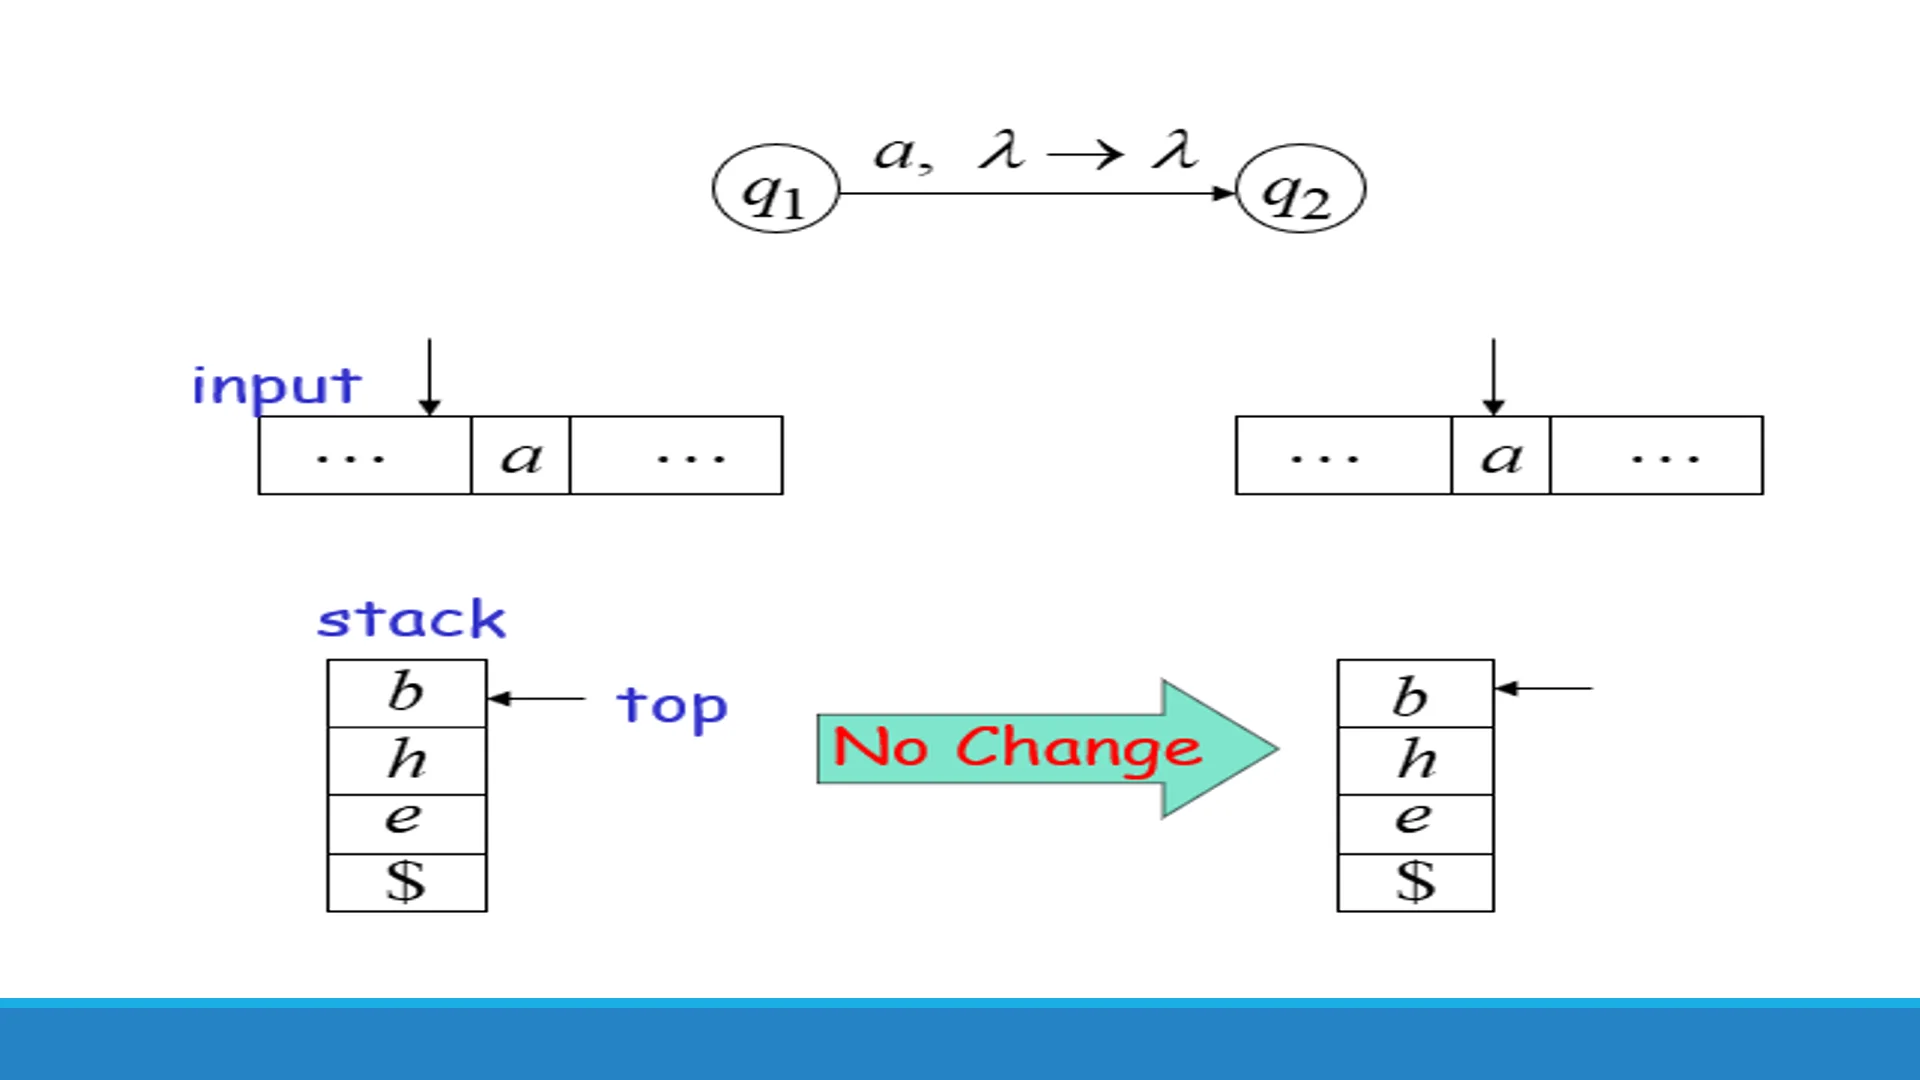 a, λ → λ
q1 q2
input
... a ...
... a ...
stack
b
h
e
$
top
No Change
b
h
e
$